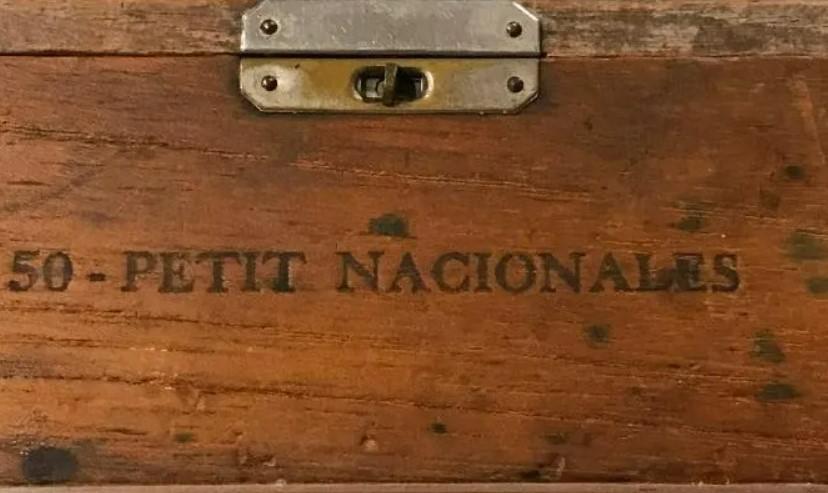 50 - PETIT NACIONALES